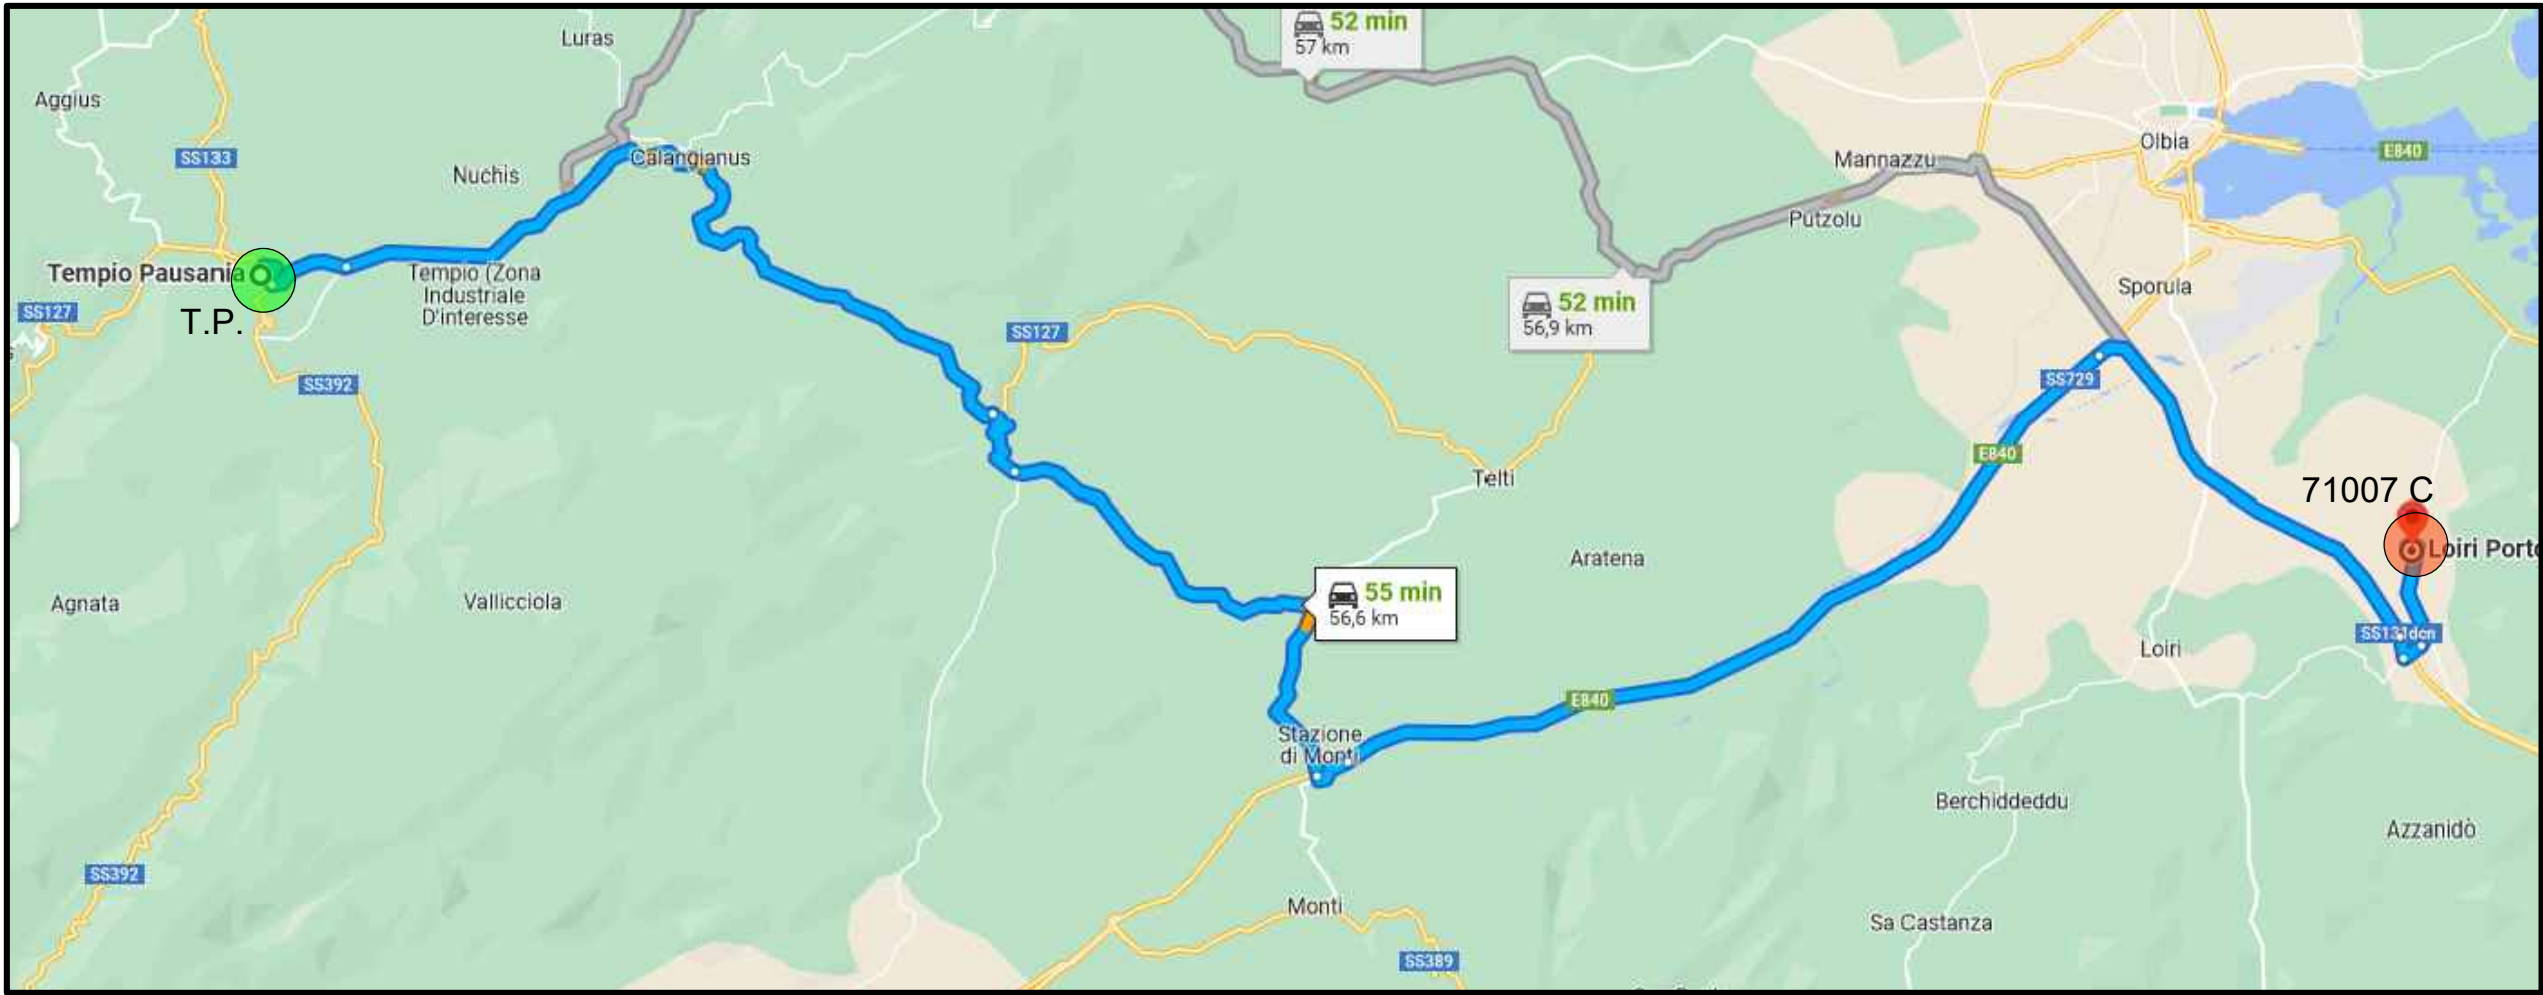 52 min
57 km
Luras
Aggius
SS133
Nuchis
Calangianus
Mannazzu
Olbia
E840
Putzolu
Tempio Pausania
T.P.
Tempio (Zona
Industriale
D'interesse
SS127
SS127
SS392
52 min
56,9 km
Sporula
SS729
E840
Telti
71007 C
Loiri Porto
Aratena
55 min
56,6 km
Agnata
Vallicciola
SS131dcn
Loiri
E840
Stazione
di Monti
Berchiddeddu
Azzanidò
SS392
Monti
Sa Castanza
SS389